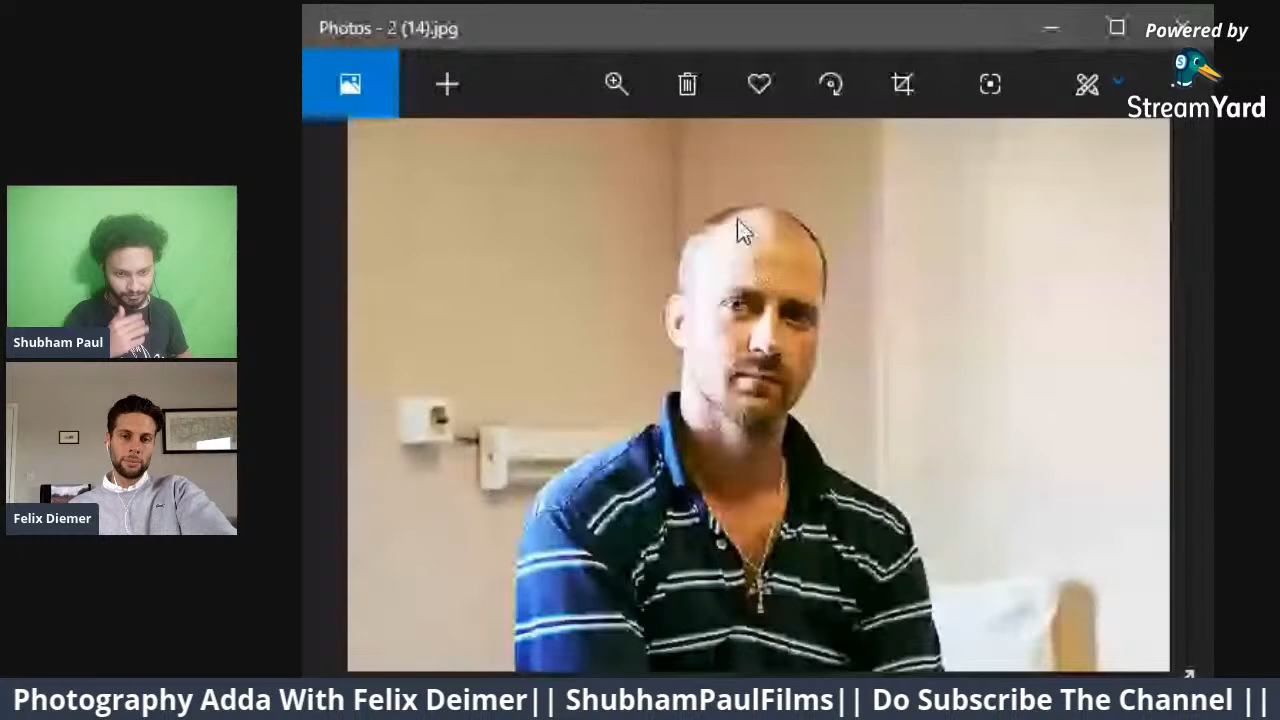 Photos - 2 (14).jpg
Powered by
StreamYard
Shubham Paul
Felix Diemer
Photography Adda With Felix Deimer|| ShubhamPaulFilms|| Do Subscribe The Channel ||